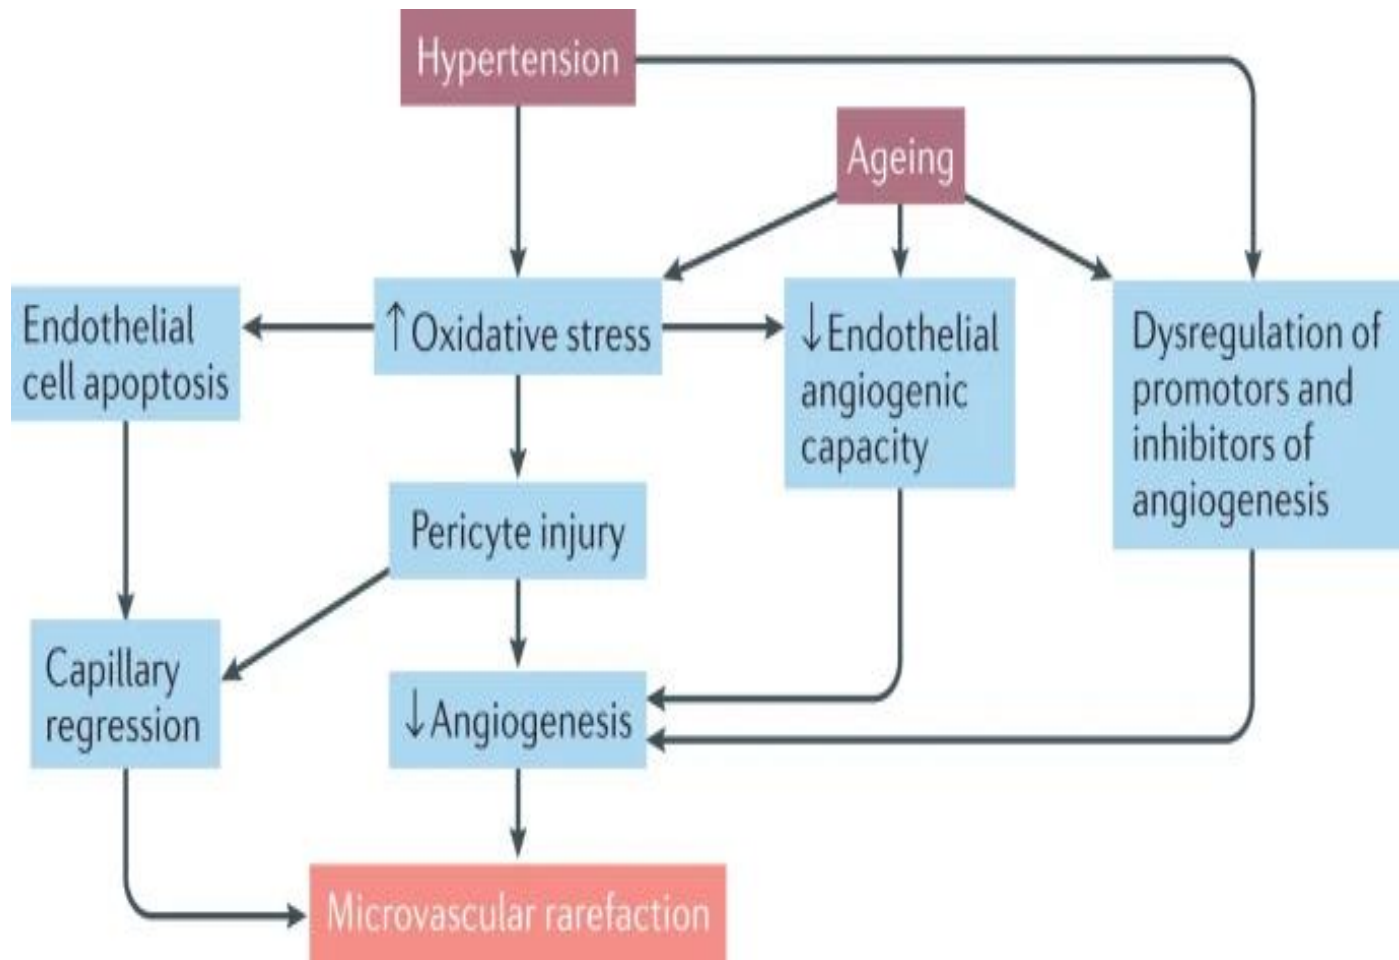 Hypertension
Ageing
Endothelial
cell apoptosis
↑Oxidative stress
↓Endothelial
angiogenic
capacity
Dysregulation of
promotors and
inhibitors of
angiogenesis
Pericyte injury
Capillary
regression
↓Angiogenesis
Microvascular rarefaction